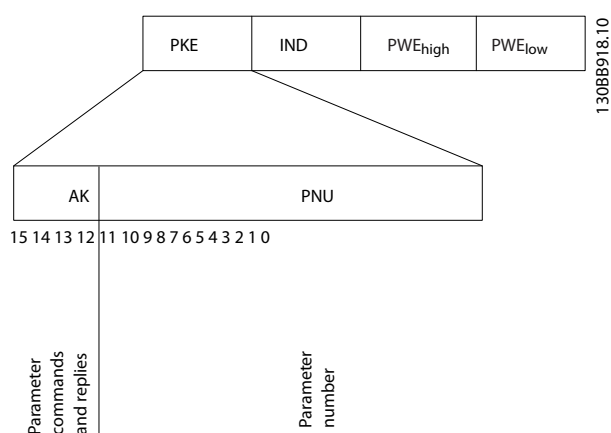 PKE IND PWEhigh PWElow
130BB918.10
AK PNU
15 14 13 12 11 10 9 8 7 6 5 4 3 2 1 0
Parameter
commands
and replies
Parameter
number